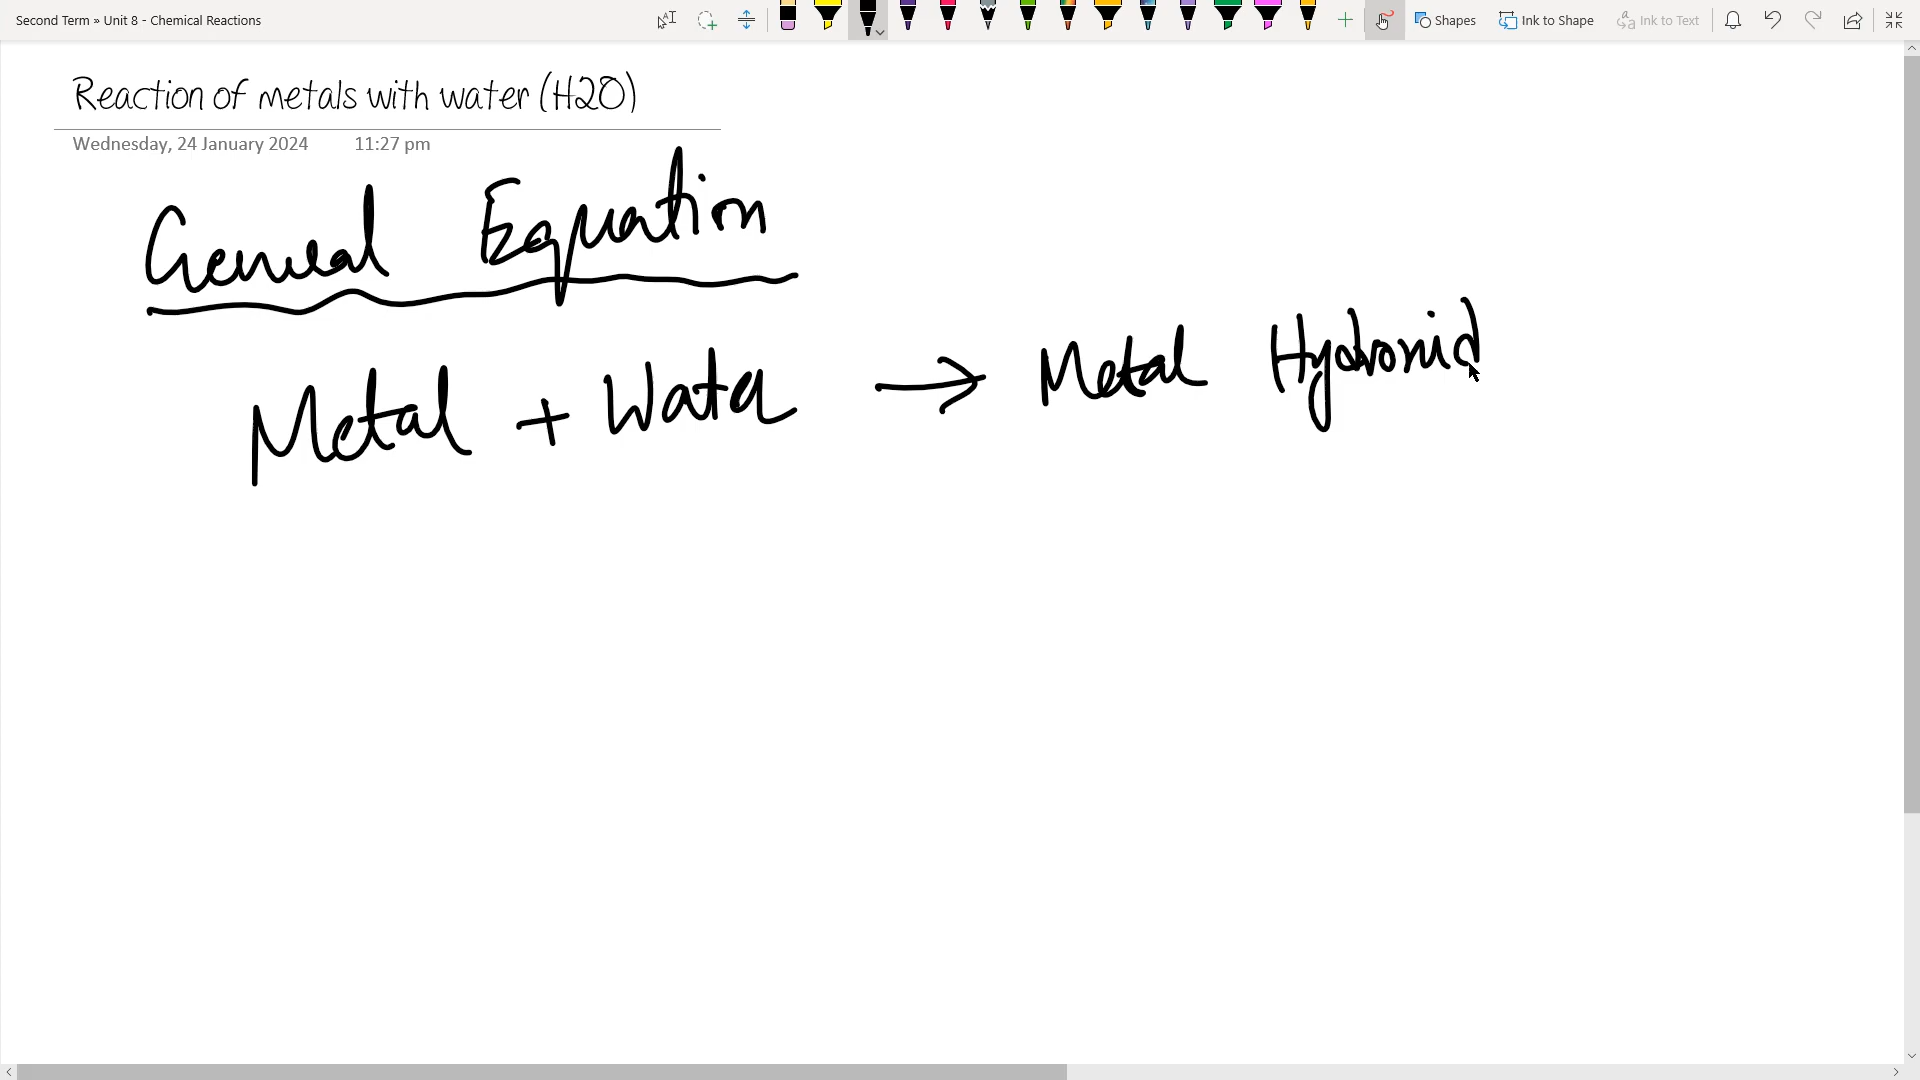 Second Term » Unit 8 - Chemical Reactions
Shapes Ink to Shape Ink to Text
Reaction of metals with water (H2O)
Wednesday, 24 January 2024 11:27 pm
General Equation
Metal + Water → Metal Hydroxid